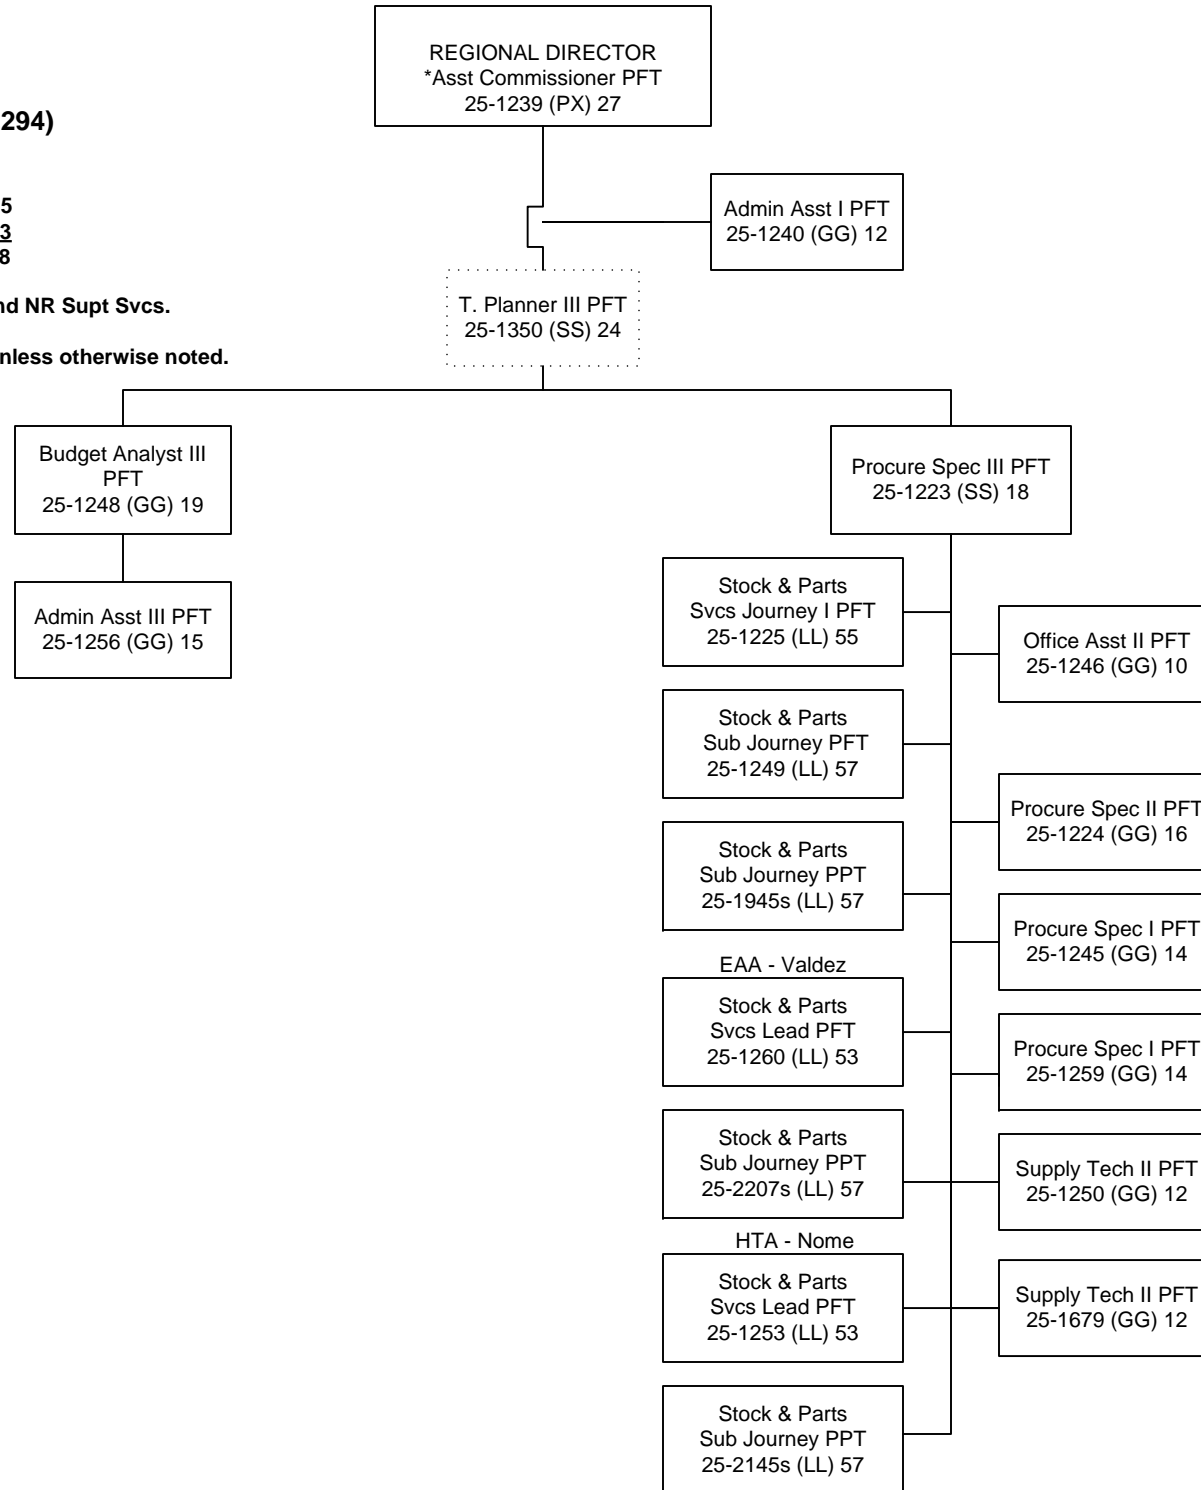 REGIONAL DIRECTOR
*Asst Commissioner PFT
25-1239 (PX) 27
294)
5
3
8
nd NR Supt Svcs.
nless otherwise noted.
Admin Asst I PFT
25-1240 (GG) 12
T. Planner III PFT
25-1350 (SS) 24
Budget Analyst III
PFT
25-1248 (GG) 19
Admin Asst III PFT
25-1256 (GG) 15
Procure Spec III PFT
25-1223 (SS) 18
Stock & Parts
Svcs Journey I PFT
25-1225 (LL) 55
Stock & Parts
Sub Journey PFT
25-1249 (LL) 57
Stock & Parts
Sub Journey PPT
25-1945s (LL) 57
EAA - Valdez
Stock & Parts
Svcs Lead PFT
25-1260 (LL) 53
Stock & Parts
Sub Journey PPT
25-2207s (LL) 57
HTA - Nome
Stock & Parts
Svcs Lead PFT
25-1253 (LL) 53
Stock & Parts
Sub Journey PPT
25-2145s (LL) 57
Office Asst II PFT
25-1246 (GG) 10
Procure Spec II PFT
25-1224 (GG) 16
Procure Spec I PFT
25-1245 (GG) 14
Procure Spec I PFT
25-1259 (GG) 14
Supply Tech II PFT
25-1250 (GG) 12
Supply Tech II PFT
25-1679 (GG) 12